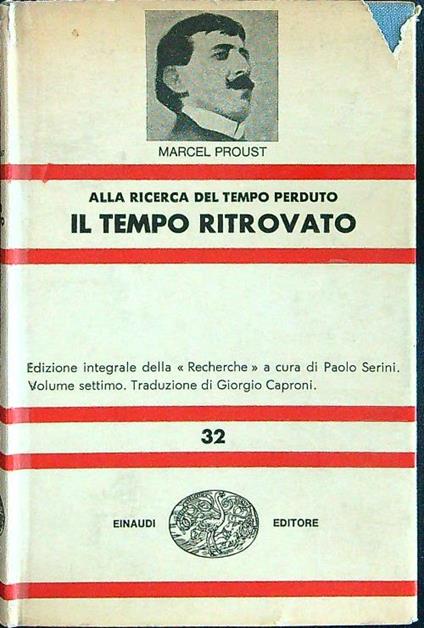 MARCEL PROUST
ALLA RICERCA DEL TEMPO PERDUTO
IL TEMPO RITROVATO
Edizione integrale della « Recherche » a cura di Paolo Serini.
Volume settimo. Traduzione di Giorgio Caproni.
32
EINAUDI EDITORE